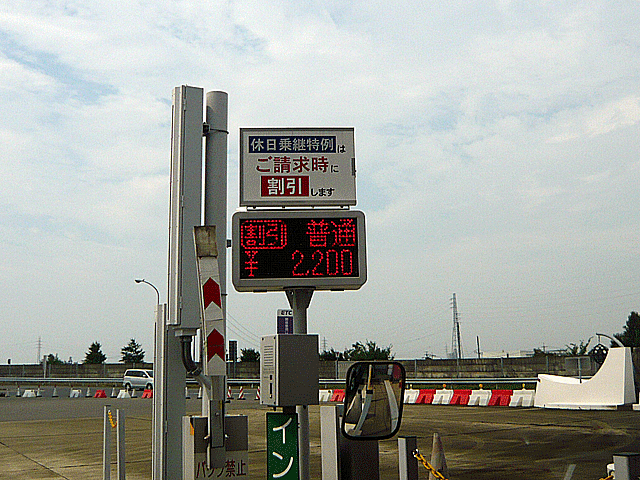 休日乗継特例は
ご請求時に
割引します
割引 普通
¥ 2,200
ETC
バック禁止
イン